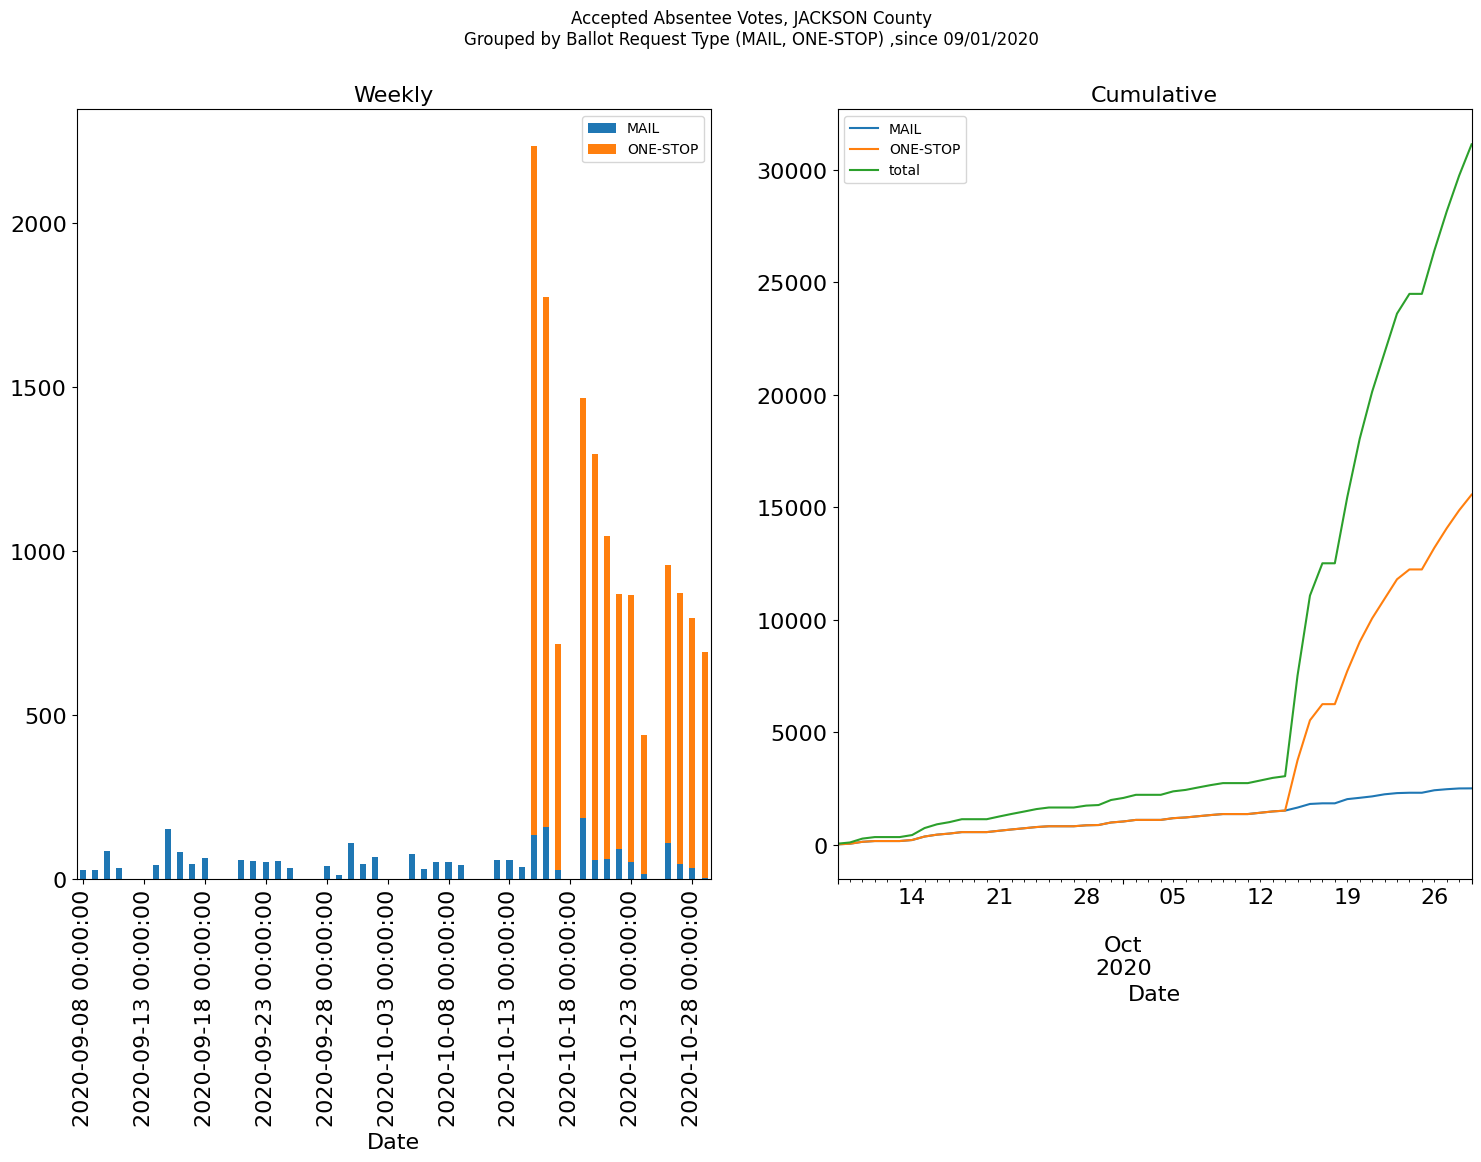 Accepted Absentee Votes, JACKSON County
Grouped by Ballot Request Type (MAIL, ONE-STOP) ,since 09/01/2020
Weekly
MAIL
ONE-STOP
2000
1500
1000
500
0
2020-09-08 00:00:00
2020-09-13 00:00:00
2020-09-18 00:00:00
2020-09-23 00:00:00
2020-09-28 00:00:00
2020-10-03 00:00:00
2020-10-08 00:00:00
2020-10-13 00:00:00
2020-10-18 00:00:00
2020-10-23 00:00:00
2020-10-28 00:00:00
Date
Cumulative
MAIL
ONE-STOP
total
30000
25000
20000
15000
10000
5000
0
14
21
28
05
12
19
26
Oct
2020
Date